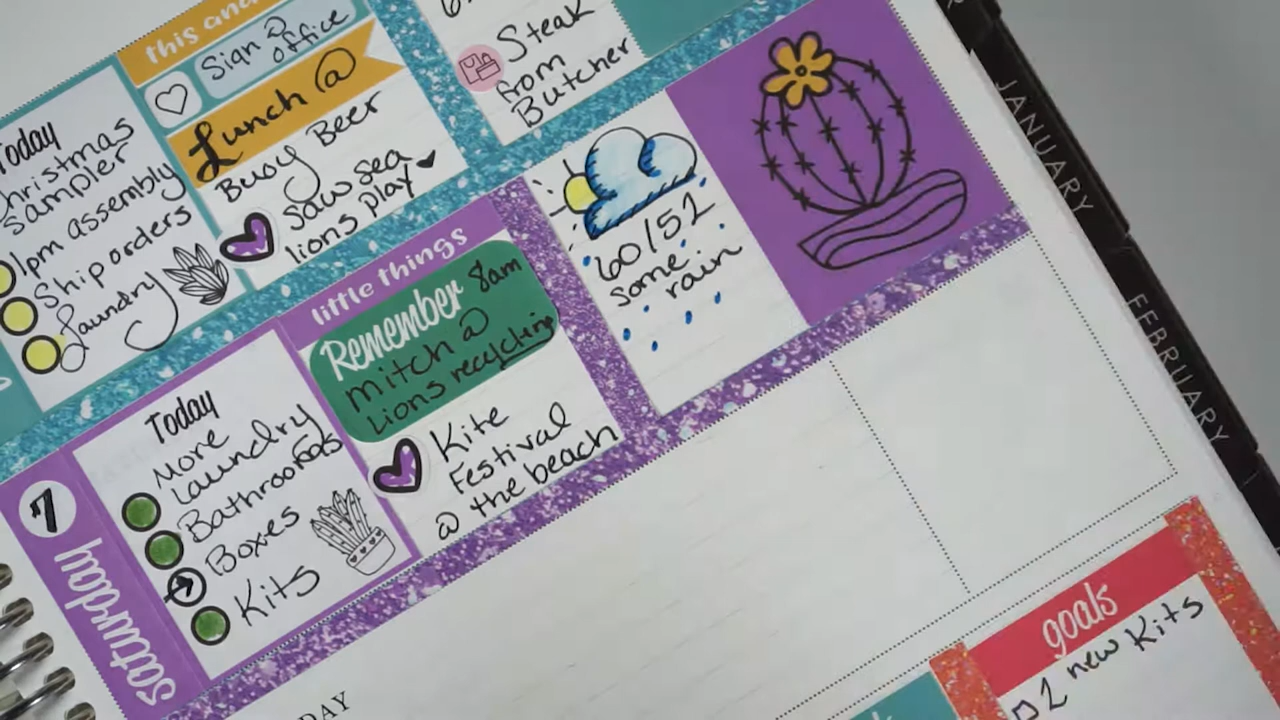 this and
Sign @
office
Lunch @
Busy Beer
saw sea
lions play
Steak
from
Butcher
Today
Christmas
sampler
1pm assembly
Ship orders
Laundry
7
saturday
Today
More
Laundry
Bathrooms
Boxes
Kits
little things
Remember 8am
mitch @
Lions recycling
Kite
Festival
@ the beach
60/52
some
rain
JANUARY
FEBRUARY
DAY
goals
2 new Kits